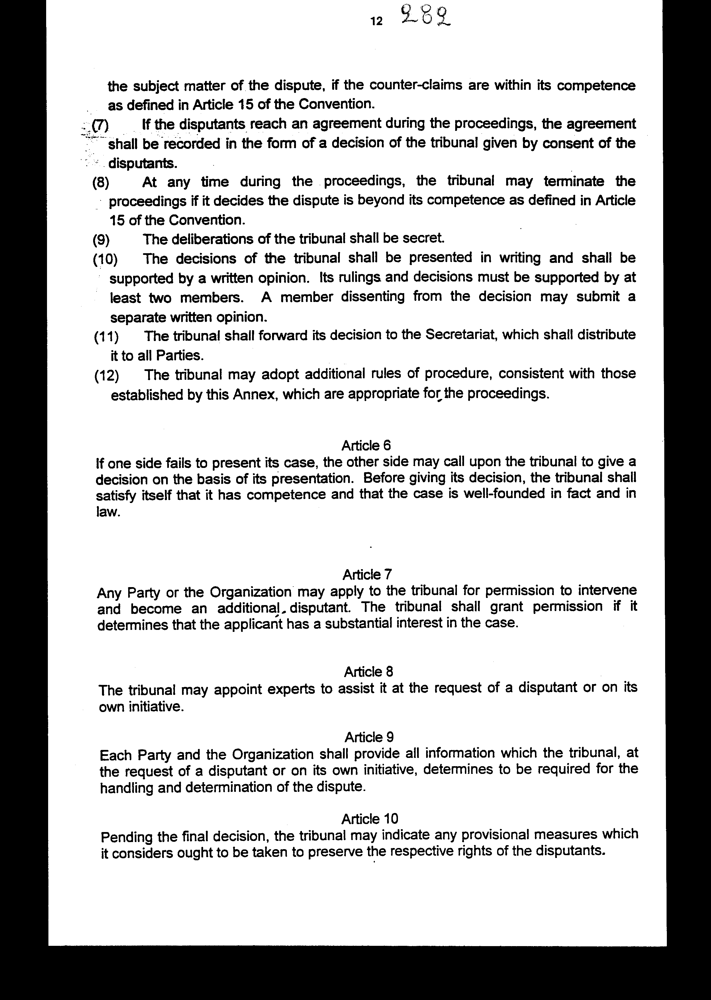 12 282
the subject matter of the dispute, if the counter-claims are within its competence
as defined in Article 15 of the Convention.
(7) If the disputants reach an agreement during the proceedings, the agreement
shall be recorded in the form of a decision of the tribunal given by consent of the
disputants.
(8) At any time during the proceedings, the tribunal may terminate the
proceedings if it decides the dispute is beyond its competence as defined in Article
15 of the Convention.
(9) The deliberations of the tribunal shall be secret.
(10) The decisions of the tribunal shall be presented in writing and shall be
supported by a written opinion. Its rulings and decisions must be supported by at
least two members. A member dissenting from the decision may submit a
separate written opinion.
(11) The tribunal shall forward its decision to the Secretariat, which shall distribute
it to all Parties.
(12) The tribunal may adopt additional rules of procedure, consistent with those
established by this Annex, which are appropriate for the proceedings.
Article 6
If one side fails to present its case, the other side may call upon the tribunal to give a
decision on the basis of its presentation. Before giving its decision, the tribunal shall
satisfy itself that it has competence and that the case is well-founded in fact and in
law.
Article 7
Any Party or the Organization may apply to the tribunal for permission to intervene
and become an additional disputant. The tribunal shall grant permission if it
determines that the applicant has a substantial interest in the case.
Article 8
The tribunal may appoint experts to assist it at the request of a disputant or on its
own initiative.
Article 9
Each Party and the Organization shall provide all information which the tribunal, at
the request of a disputant or on its own initiative, determines to be required for the
handling and determination of the dispute.
Article 10
Pending the final decision, the tribunal may indicate any provisional measures which
it considers ought to be taken to preserve the respective rights of the disputants.